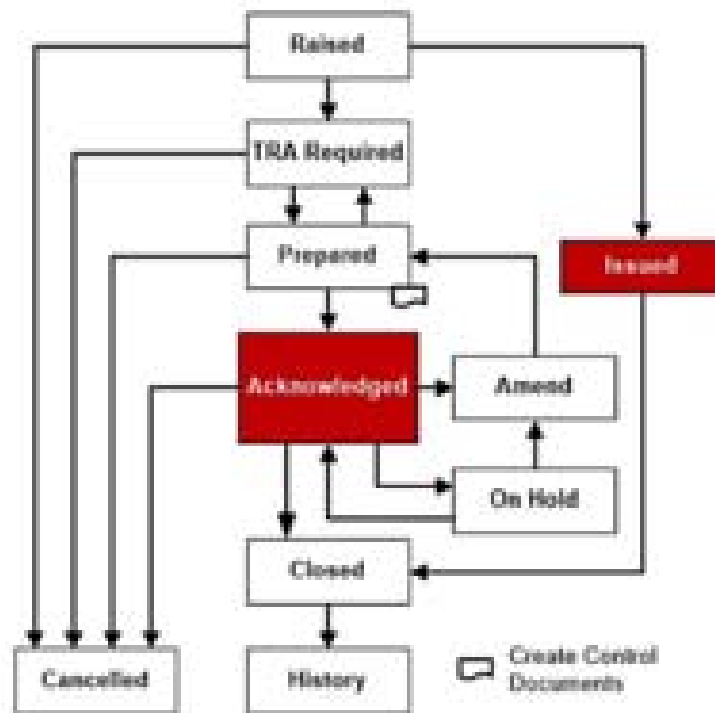 Raised
TRA Required
Prepared
Issued
Acknowledged
Amend
On Hold
Closed
Cancelled
History
Create Control
Documents